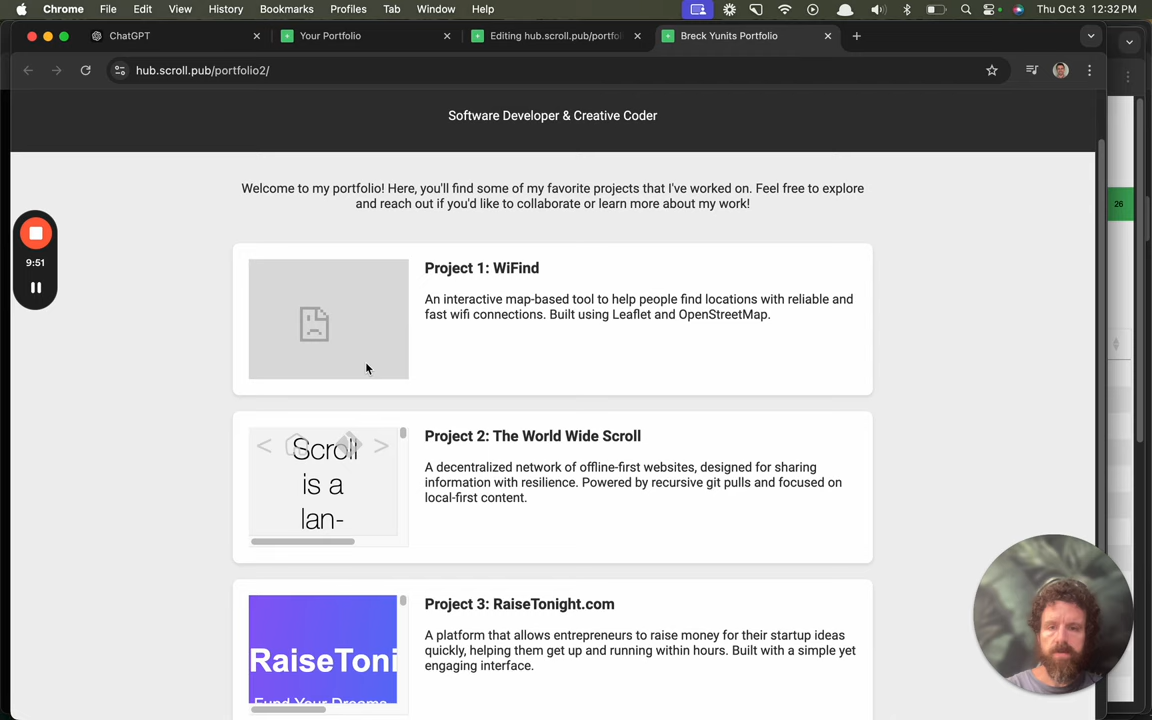 Chrome File Edit View History Bookmarks Profiles Tab Window Help Thu Oct 3 12:32 PM
ChatGPT Your Portfolio Editing hub.scroll.pub/portfol Breck Yunits Portfolio
hub.scroll.pub/portfolio2/
Software Developer & Creative Coder
Welcome to my portfolio! Here, you'll find some of my favorite projects that I've worked on. Feel free to explore
and reach out if you'd like to collaborate or learn more about my work!
26
9:51
Project 1: WiFind
An interactive map-based tool to help people find locations with reliable and
fast wifi connections. Built using Leaflet and OpenStreetMap.
Scroll
is a
lan-
Project 2: The World Wide Scroll
A decentralized network of offline-first websites, designed for sharing
information with resilience. Powered by recursive git pulls and focused on
local-first content.
RaiseToni
Fund Your Dreams
Project 3: RaiseTonight.com
A platform that allows entrepreneurs to raise money for their startup ideas
quickly, helping them get up and running within hours. Built with a simple yet
engaging interface.